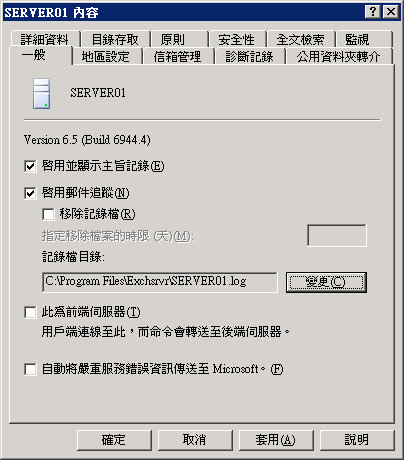 SERVER01 內容
詳細資料 目錄存取 原則 安全性 全文檢索 監視
一般 地區設定 信箱管理 診斷記錄 公用資料夾轉介
SERVER01
Version 6.5 (Build 6944.4)
啓用並顯示主旨記錄(E)
啓用郵件追蹤(N)
移除記錄檔(R)
指定移除檔案的時限 (天)(M):
記錄檔目錄:
C:\Program Files\Exchsrvr\SERVER01.log 變更(C)
此爲前端伺服器(T)
用戶端連線至此，而命令會轉送至後端伺服器。
自動將嚴重服務錯誤資訊傳送至 Microsoft。(F)
確定 取消 套用(A) 說明